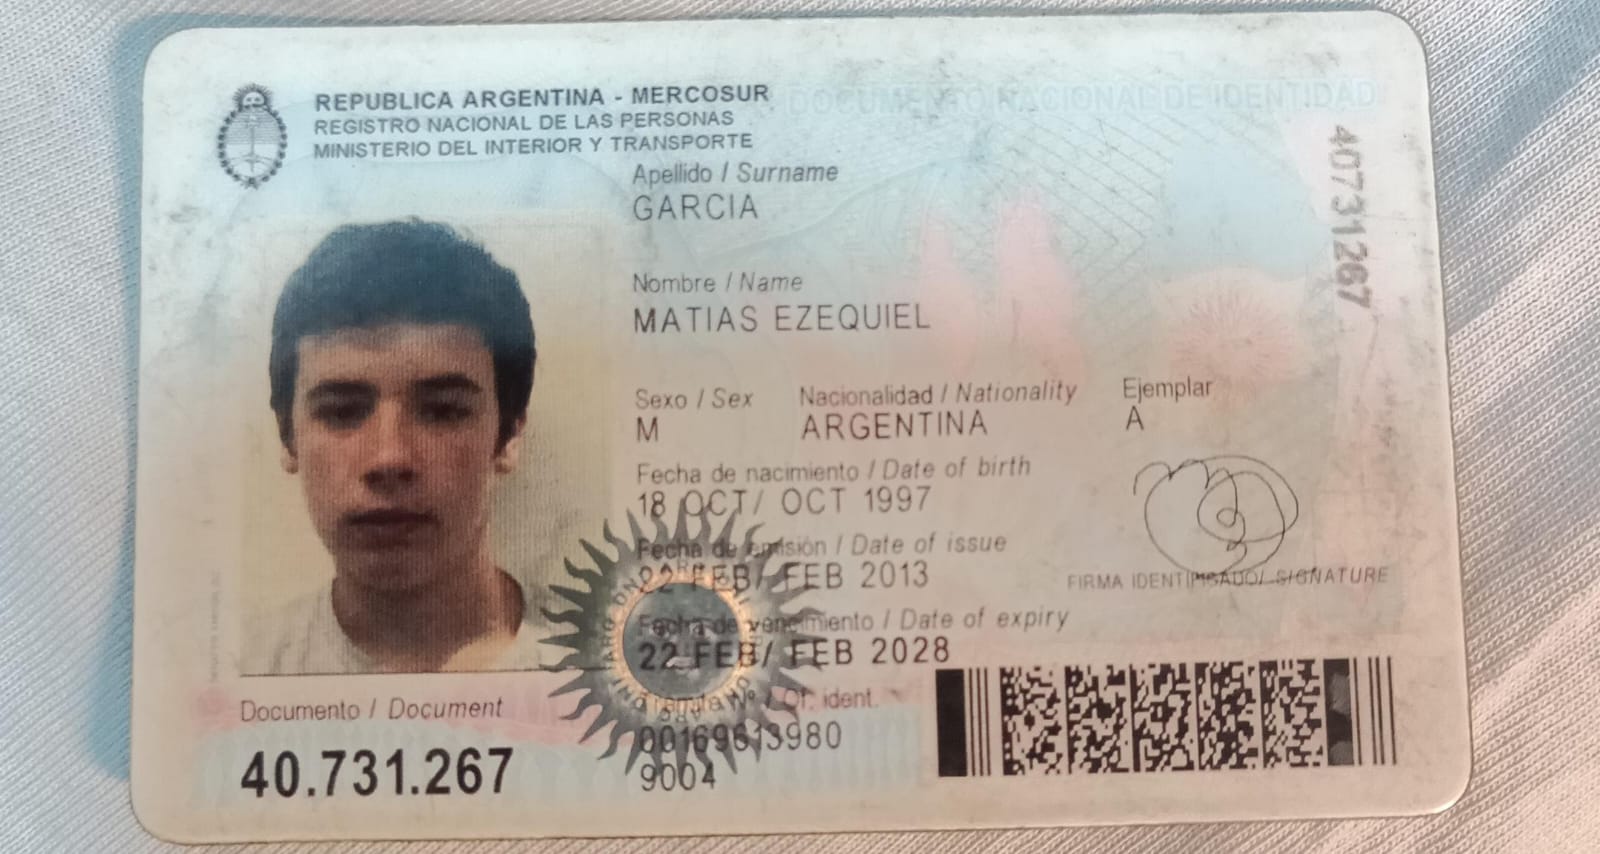 REPUBLICA ARGENTINA - MERCOSUR
DOCUMENTO NACIONAL DE IDENTIDAD
REGISTRO NACIONAL DE LAS PERSONAS
MINISTERIO DEL INTERIOR Y TRANSPORTE
Apellido / Surname
GARCIA
Nombre / Name
MATIAS EZEQUIEL
Sexo / Sex Nacionalidad / Nationality Ejemplar
M ARGENTINA A
Fecha de nacimiento / Date of birth
18 OCT/ OCT 1997
Fecha de emisión / Date of issue
22 FEB/ FEB 2013
FIRMA IDENTIFICADO/ SIGNATURE
Fecha de vencimiento / Date of expiry
22 FEB/ FEB 2028
Documento / Document
40.731.267
Trámite Nº / Of. ident.
00169613980
9004
40731267